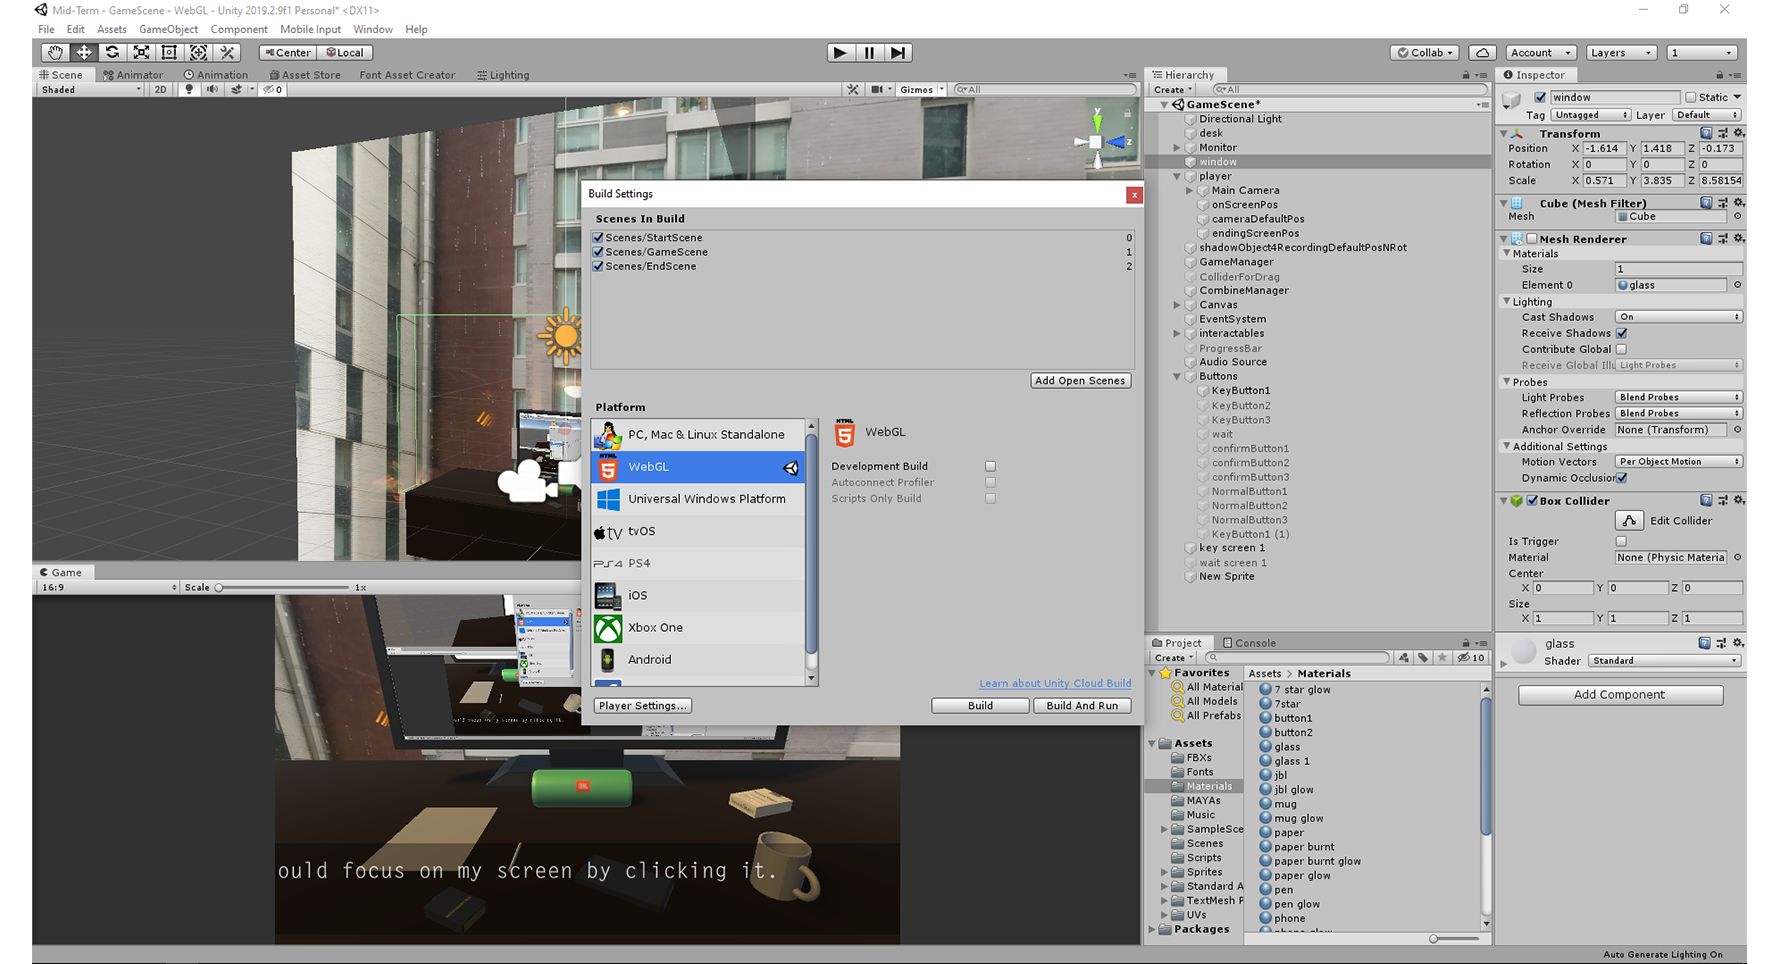 Mid-Term - GameScene - WebGL - Unity 2019.2.9f1 Personal* <DX11>
File Edit Assets GameObject Component Mobile Input Window Help
Center Local
Collab Account Layers 1
Scene Animator Animation Asset Store Font Asset Creator Lighting
Shaded 2D 0 Gizmos All
y
z
Build Settings
x
Scenes In Build
Scenes/StartScene 0
Scenes/GameScene 1
Scenes/EndScene 2
Add Open Scenes
Platform
PC, Mac & Linux Standalone
HTML 5 WebGL
Universal Windows Platform
tv tvOS
PS4
iOS
Xbox One
Android
HTML 5 WebGL
Development Build
Autoconnect Profiler
Scripts Only Build
Learn about Unity Cloud Build
Player Settings...
Build
Build And Run
Game
16:9 Scale 1x
JBL
ould focus on my screen by clicking it.
Hierarchy
Create All
GameScene*
Directional Light
desk
Monitor
window
player
Main Camera
onScreenPos
cameraDefaultPos
endingScreenPos
shadowObject4RecordingDefaultPosNRot
GameManager
ColliderForDrag
CombineManager
Canvas
EventSystem
interactables
ProgressBar
Audio Source
Buttons
KeyButton1
KeyButton2
KeyButton3
wait
confirmButton1
confirmButton2
confirmButton3
NormalButton1
NormalButton2
NormalButton3
KeyButton1 (1)
key screen 1
wait screen 1
New Sprite
Project Console
Create 10
Favorites
All Material
All Models
All Prefabs
Assets
FBXs
Fonts
Materials
MAYAs
Music
SampleSce
Scenes
Scripts
Sprites
Standard A
TextMesh P
UVs
Packages
Assets > Materials
7 star glow
7star
button1
button2
glass
glass 1
jbl
jbl glow
mug
mug glow
paper
paper burnt
paper burnt glow
paper glow
pen
pen glow
phone
phone glow
Inspector
window Static
Tag Untagged Layer Default
Transform
Position X -1.614 Y 1.418 Z -0.173
Rotation X 0 Y 0 Z 0
Scale X 0.571 Y 3.835 Z 8.58154
Cube (Mesh Filter)
Mesh Cube
Mesh Renderer
Materials
Size 1
Element 0 glass
Lighting
Cast Shadows On
Receive Shadows
Contribute Global
Receive Global Illu Light Probes
Probes
Light Probes Blend Probes
Reflection Probes Blend Probes
Anchor Override None (Transform)
Additional Settings
Motion Vectors Per Object Motion
Dynamic Occlusion
Box Collider
Edit Collider
Is Trigger
Material None (Physic Materia
Center
X 0 Y 0 Z 0
Size
X 1 Y 1 Z 1
glass
Shader Standard
Add Component
Auto Generate Lighting On